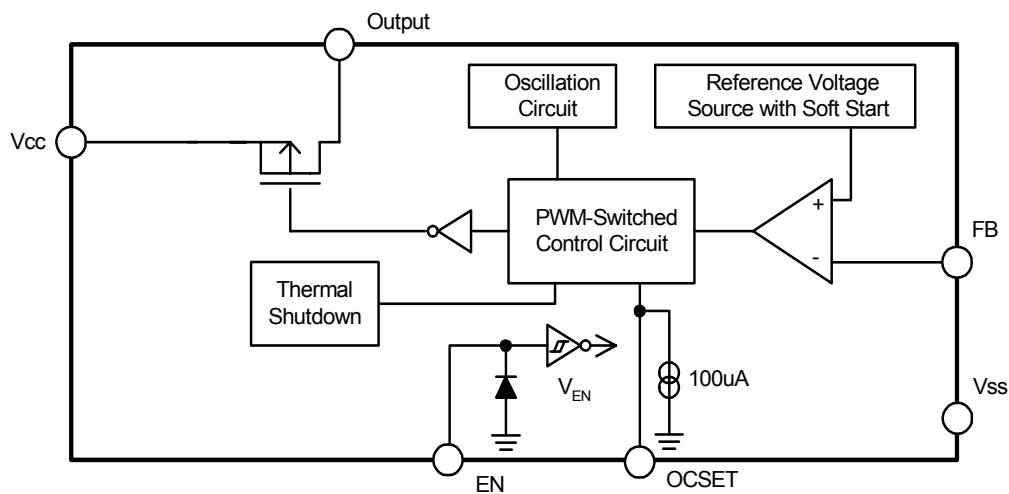 Output
Oscillation
Circuit
Reference Voltage
Source with Soft Start
Vcc
PWM-Switched
Control Circuit
+
-
FB
Thermal
Shutdown
VEN
100uA
Vss
EN
OCSET